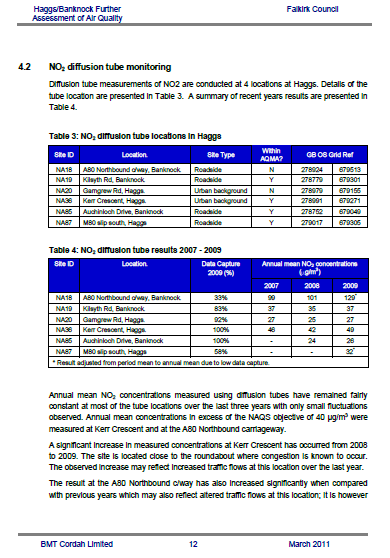 Haggs/Banknock Further Falkirk Council
Assessment of Air Quality
4.2 NO2 diffusion tube monitoring
Diffusion tube measurements of NO2 are conducted at 4 locations at Haggs. Details of the
tube location are presented in Table 3. A summary of recent years results are presented in
Table 4.
Table 3: NO2 diffusion tube locations in Haggs
Site ID Location. Site Type Within AQMA? GB OS Grid Ref
NA18 A80 Northbound c/way, Banknock. Roadside N 278924 679513
NA19 Kilsyth Rd, Banknock. Roadside Y 278779 679301
NA20 Garngrew Rd, Haggs. Urban background N 278979 679155
NA36 Kerr Crescent, Haggs. Urban background Y 278991 679271
NA85 Auchinloch Drive, Banknock Roadside Y 278752 679049
NA87 M80 slip south, Haggs Roadside Y 279017 679305
Table 4: NO2 diffusion tube results 2007 - 2009
Site ID Location. Data Capture 2009 (%) Annual mean NO2 concentrations (µg/m3)
2007 2008 2009
NA18 A80 Northbound c/way, Banknock. 33% 99 101 129*
NA19 Kilsyth Rd, Banknock. 83% 37 35 37
NA20 Garngrew Rd, Haggs. 92% 27 25 27
NA36 Kerr Crescent, Haggs. 100% 46 42 49
NA85 Auchinloch Drive, Banknock 100% - 24 26
NA87 M80 slip south, Haggs 58% - - 32*
* Result adjusted from period mean to annual mean due to low data capture.
Annual mean NO2 concentrations measured using diffusion tubes have remained fairly
constant at most of the tube locations over the last three years with only small fluctuations
observed. Annual mean concentrations in excess of the NAQS objective of 40 µg/m3 were
measured at Kerr Crescent and at the A80 Northbound carriageway.
A significant increase in measured concentrations at Kerr Crescent has occurred from 2008
to 2009. The site is located close to the roundabout where congestion is known to occur.
The observed increase may reflect increased traffic flows at this location over the last year.
The result at the A80 Northbound c/way has also increased significantly when compared
with previous years which may also reflect altered traffic flows at this location; it is however
BMT Cordah Limited 12 March 2011